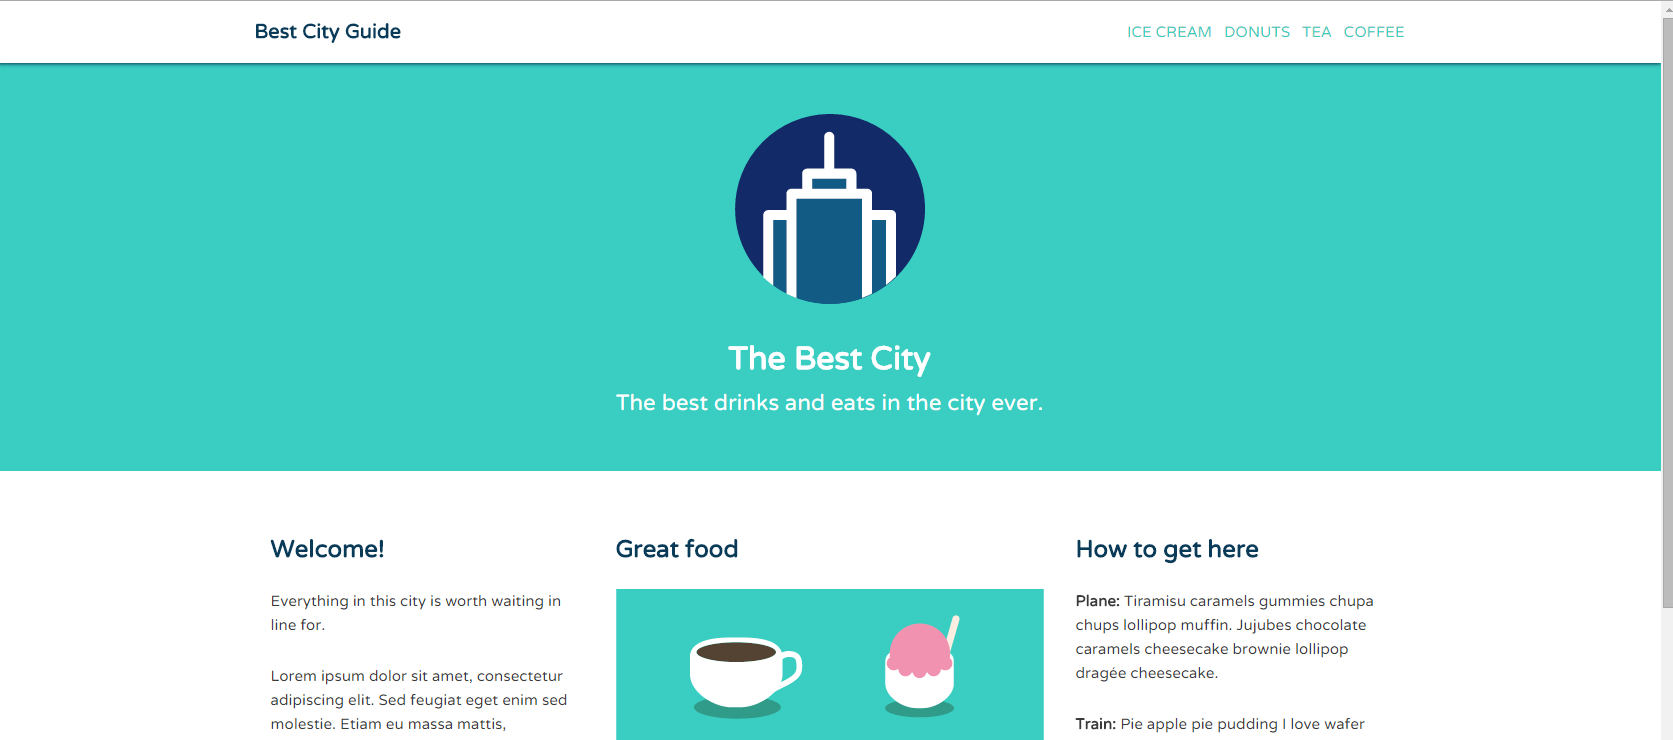 Best City Guide
ICE CREAM DONUTS TEA COFFEE
The Best City
The best drinks and eats in the city ever.
Welcome!
Everything in this city is worth waiting in
line for.
Lorem ipsum dolor sit amet, consectetur
adipiscing elit. Sed feugiat eget enim sed
molestie. Etiam eu massa mattis,
Great food
How to get here
Plane: Tiramisu caramels gummies chupa
chups lollipop muffin. Jujubes chocolate
caramels cheesecake brownie lollipop
dragée cheesecake.
Train: Pie apple pie pudding I love wafer